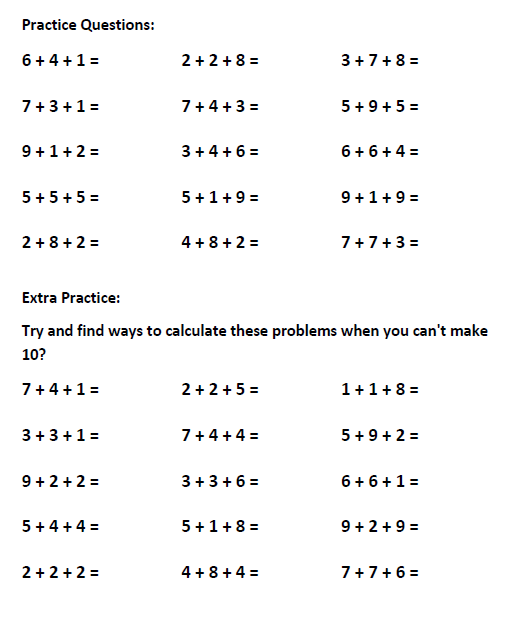 Practice Questions:
6 + 4 + 1 = 2 + 2 + 8 = 3 + 7 + 8 =
7 + 3 + 1 = 7 + 4 + 3 = 5 + 9 + 5 =
9 + 1 + 2 = 3 + 4 + 6 = 6 + 6 + 4 =
5 + 5 + 5 = 5 + 1 + 9 = 9 + 1 + 9 =
2 + 8 + 2 = 4 + 8 + 2 = 7 + 7 + 3 =
Extra Practice:
Try and find ways to calculate these problems when you can't make
10?
7 + 4 + 1 = 2 + 2 + 5 = 1 + 1 + 8 =
3 + 3 + 1 = 7 + 4 + 4 = 5 + 9 + 2 =
9 + 2 + 2 = 3 + 3 + 6 = 6 + 6 + 1 =
5 + 4 + 4 = 5 + 1 + 8 = 9 + 2 + 9 =
2 + 2 + 2 = 4 + 8 + 4 = 7 + 7 + 6 =